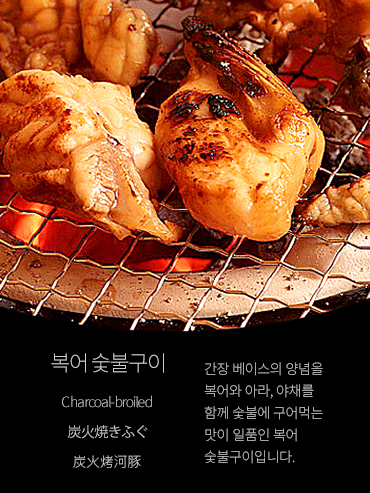 복어 숯불구이
Charcoal-broiled
炭火焼きふぐ
炭火烤河豚
간장 베이스의 양념을
복어와 아라, 야채를
함께 숯불에 구어먹는
맛이 일품인 복어
숯불구이입니다.